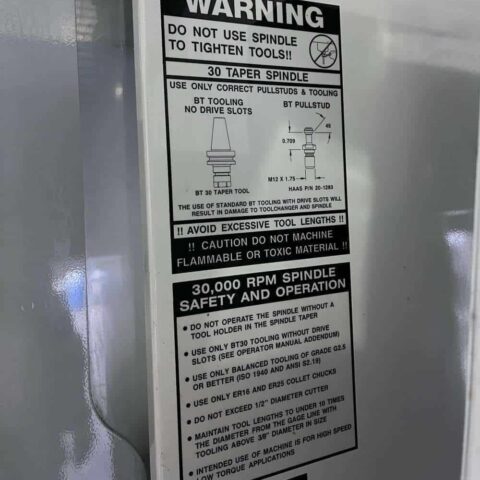 WARNING
DO NOT USE SPINDLE
TO TIGHTEN TOOLS!!
30 TAPER SPINDLE
USE ONLY CORRECT PULLSTUDS & TOOLING
BT TOOLING
NO DRIVE SLOTS
BT 30 TAPER TOOL
BT PULLSTUD
45
0.709
M12 X 1.75
HAAS P/N 20-1283
THE USE OF STANDARD BT TOOLING WITH DRIVE SLOTS WILL
RESULT IN DAMAGE TO TOOLCHANGER AND SPINDLE
!! AVOID EXCESSIVE TOOL LENGTHS !!
!! CAUTION DO NOT MACHINE
FLAMMABLE OR TOXIC MATERIAL !!
30,000 RPM SPINDLE
SAFETY AND OPERATION
• DO NOT OPERATE THE SPINDLE WITHOUT A
TOOL HOLDER IN THE SPINDLE TAPER
• USE ONLY BT30 TOOLING WITHOUT DRIVE
SLOTS (SEE OPERATOR MANUAL ADDENDUM)
• USE ONLY BALANCED TOOLING OF GRADE G2.5
OR BETTER (ISO 1940 AND ANSI S2.19)
• USE ONLY ER16 AND ER25 COLLET CHUCKS
• DO NOT EXCEED 1/2" DIAMETER CUTTER
• MAINTAIN TOOL LENGTHS TO UNDER 10 TIMES
THE DIAMETER FROM THE GAGE LINE WITH
TOOLING ABOVE 3/8" DIAMETER IN SIZE
• INTENDED USE OF MACHINE IS FOR HIGH SPEED
LOW TORQUE APPLICATIONS